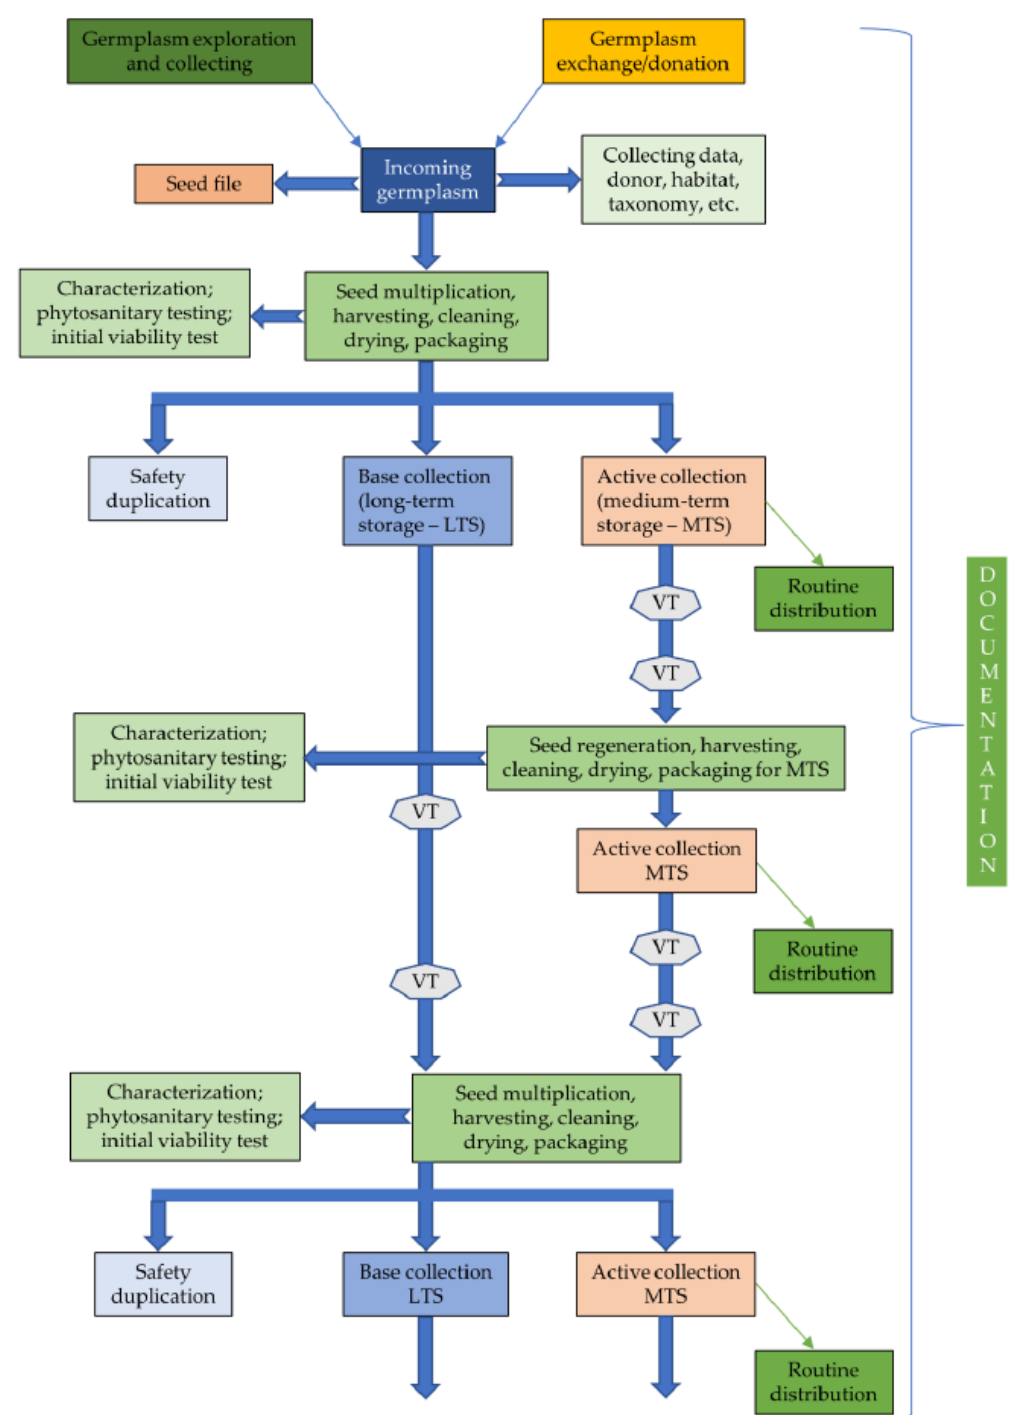 Germplasm exploration
and collecting
Germplasm
exchange/donation
Incoming
germplasm
Seed file
Collecting data,
donor, habitat,
taxonomy, etc.
Characterization;
phytosanitary testing;
initial viability test
Seed multiplication,
harvesting, cleaning,
drying, packaging
Safety
duplication
Base collection
(long-term
storage – LTS)
Active collection
(medium-term
storage – MTS)
Routine
distribution
VT
VT
Characterization;
phytosanitary testing;
initial viability test
Seed regeneration, harvesting,
cleaning, drying, packaging for MTS
VT
Active collection
MTS
Routine
distribution
VT
VT
VT
Characterization;
phytosanitary testing;
initial viability test
Seed multiplication,
harvesting, cleaning,
drying, packaging
Safety
duplication
Base collection
LTS
Active collection
MTS
Routine
distribution
DOCUMENTATION